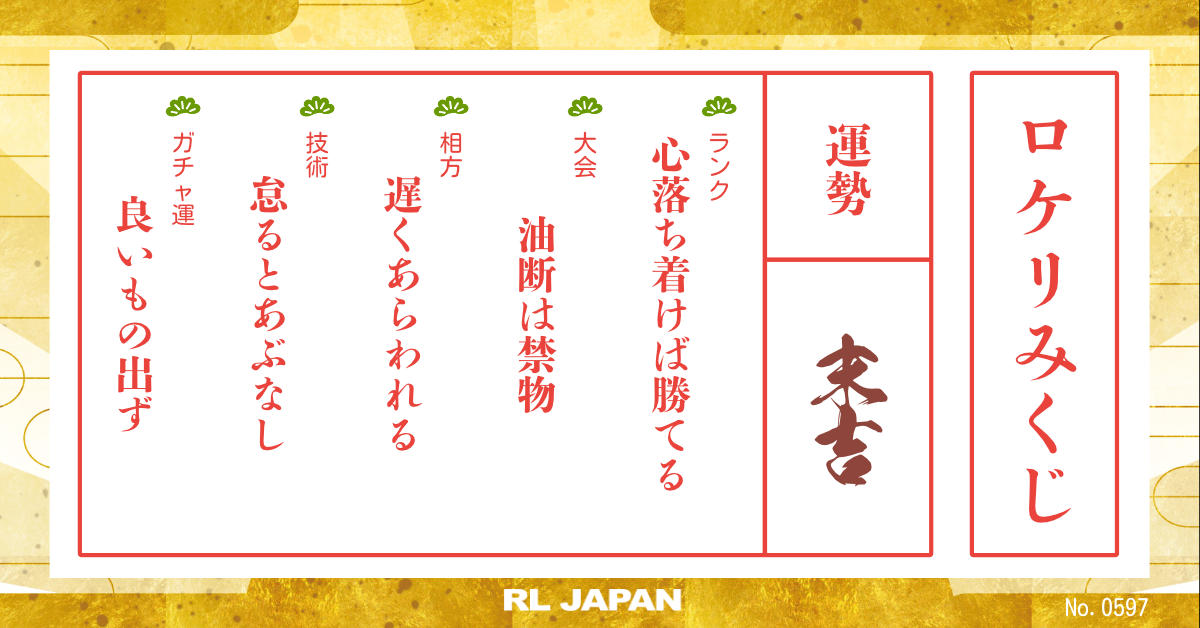 ロケリみくじ
運勢
末吉
ランク
心落ち着けば勝てる
大会
油断は禁物
相方
遅くあらわれる
技術
怠るとあぶなし
ガチャ運
良いもの出ず
RL JAPAN
No. 0597